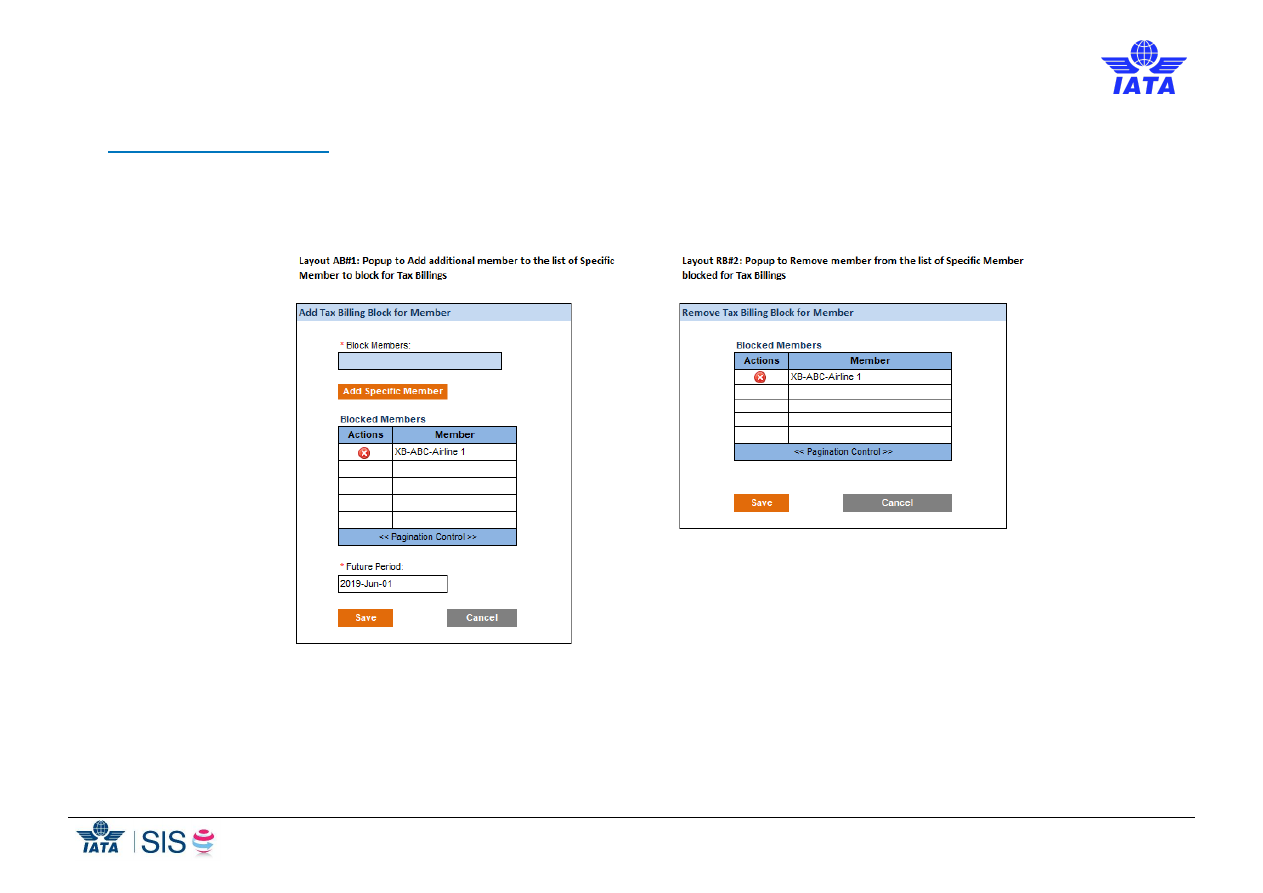 IATA
Layout AB#1: Popup to Add additional member to the list of Specific
Member to block for Tax Billings
Add Tax Billing Block for Member
* Block Members:
Add Specific Member
Blocked Members
Actions Member
XB-ABC-Airline 1
<< Pagination Control >>
* Future Period:
2019-Jun-01
Save Cancel
Layout RB#2: Popup to Remove member from the list of Specific Member
blocked for Tax Billings
Remove Tax Billing Block for Member
Blocked Members
Actions Member
XB-ABC-Airline 1
<< Pagination Control >>
Save Cancel
IATA SIS